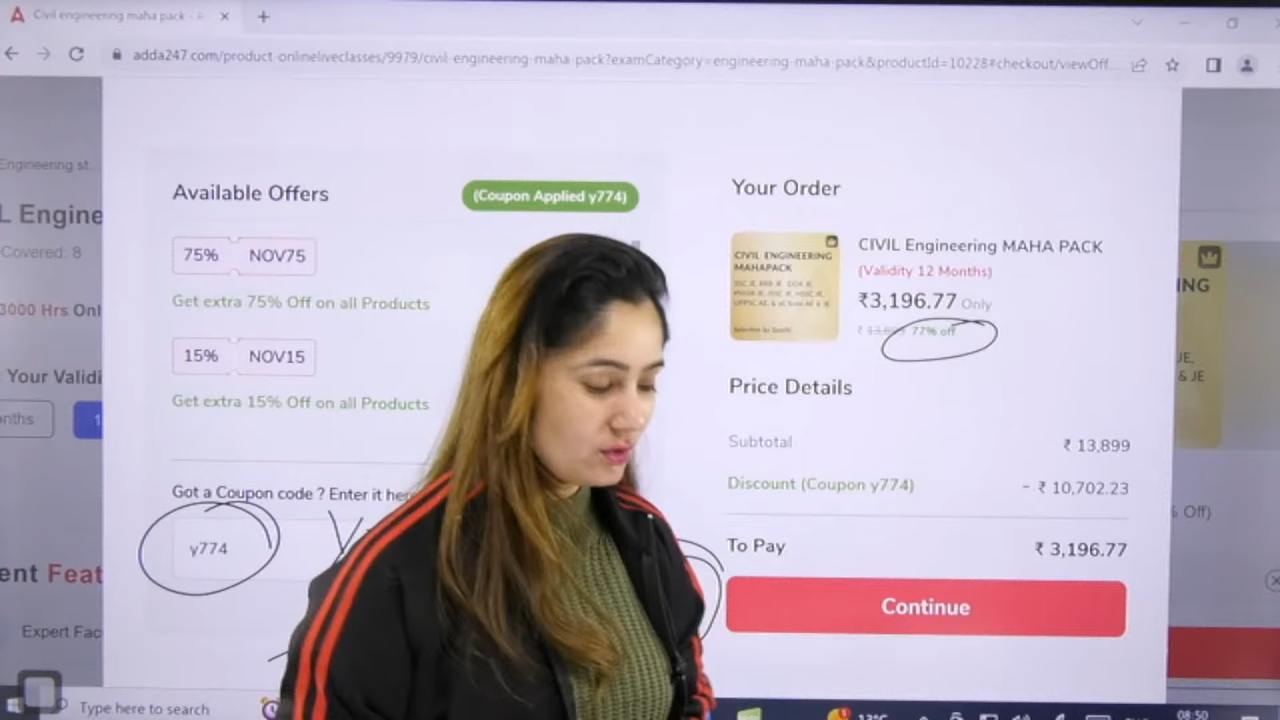 Civil engineering maha pack
adda247.com/product-onlineliveclasses/9979/civil-engineering-maha-pack?examCategory=engineering-maha-pack&productId=10228#checkout/viewOff...
Engineering st.
L Engine
Covered: 8
3000 Hrs Onl
Your Validi
nths
1
ent Feat
Expert Fac
Available Offers
(Coupon Applied y774)
75% NOV75
Get extra 75% Off on all Products
15% NOV15
Get extra 15% Off on all Products
Got a Coupon code ? Enter it here
y774
Your Order
CIVIL ENGINEERING
MAHAPACK
CIVIL Engineering MAHA PACK
(Validity 12 Months)
₹3,196.77 Only
77% off
Price Details
Subtotal ₹ 13,899
Discount (Coupon y774) - ₹ 10,702.23
To Pay ₹ 3,196.77
Continue
ING
JE,
& JE
% Off)
Type here to search
13°C
08:50